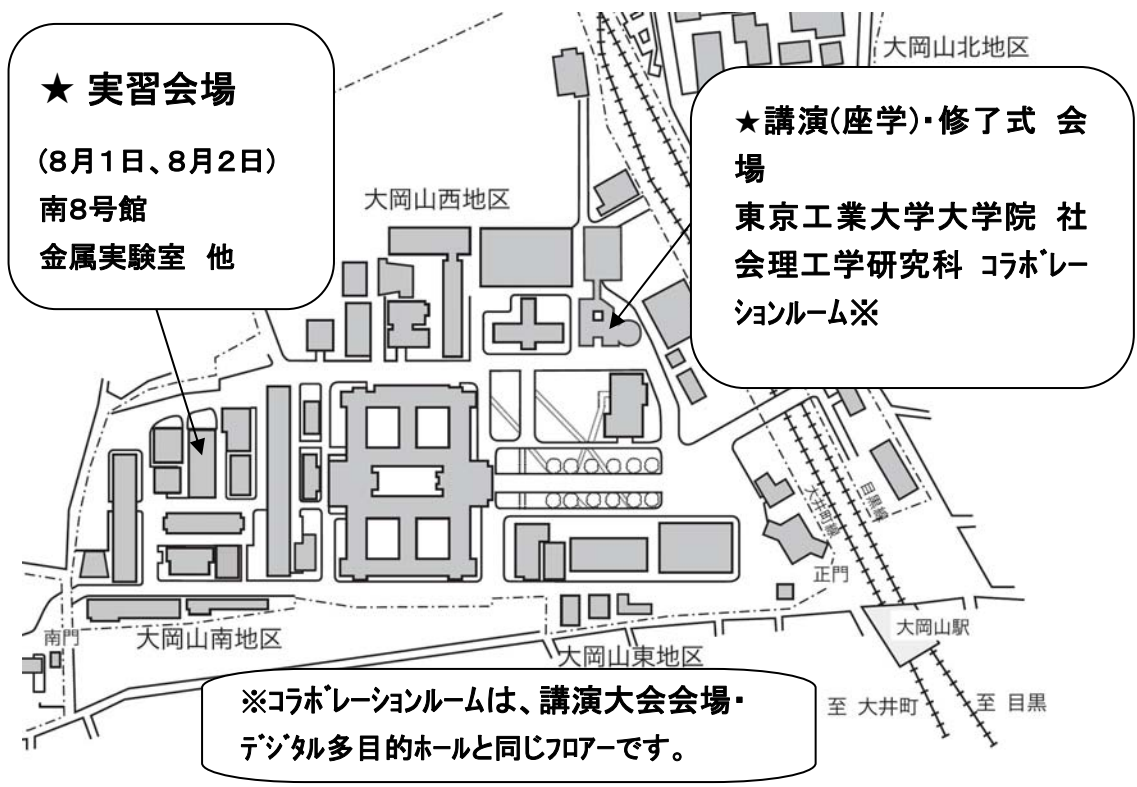 ★ 実習会場
(8月1日、8月2日)
南8号館
金属実験室 他
大岡山北地区
★講演(座学)・修了式 会
場
東京工業大学大学院 社
会理工学研究科 コラボレー
ションルーム※
大岡山西地区
大井町線
目黒線
正門
大岡山駅
南門
大岡山南地区
大岡山東地区
至 大井町
至 目黒
※コラボレーションルームは、講演大会会場・
デジタル多目的ホールと同じフロアーです。